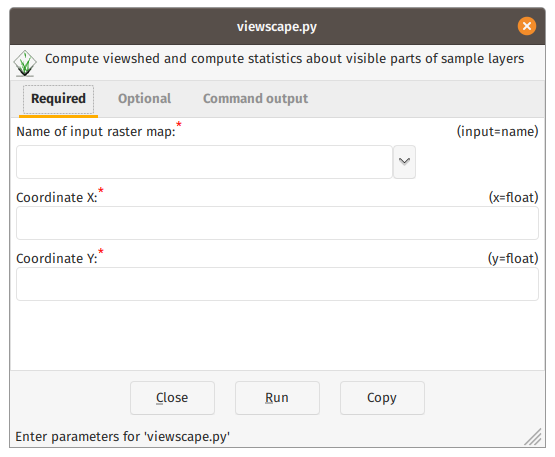 viewscape.py
Compute viewshed and compute statistics about visible parts of sample layers
Required Optional Command output
Name of input raster map:* (input=name)
Coordinate X:* (x=float)
Coordinate Y:* (y=float)
Close Run Copy
Enter parameters for 'viewscape.py'